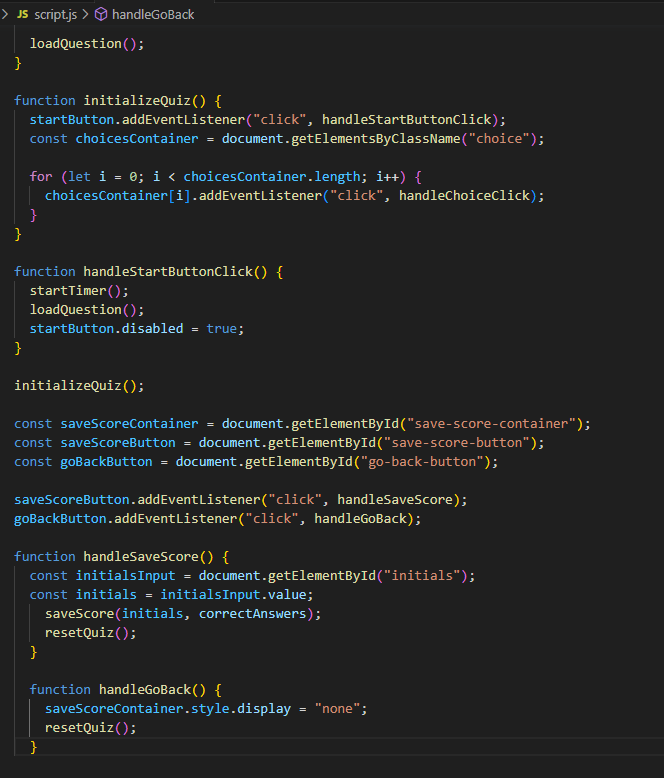 JS script.js > handleGoBack
loadQuestion();
}
function initializeQuiz() {
startButton.addEventListener("click", handleStartButtonClick);
const choicesContainer = document.getElementsByClassName("choice");
for (let i = 0; i < choicesContainer.length; i++) {
choicesContainer[i].addEventListener("click", handleChoiceClick);
}
}
function handleStartButtonClick() {
startTimer();
loadQuestion();
startButton.disabled = true;
}
initializeQuiz();
const saveScoreContainer = document.getElementById("save-score-container");
const saveScoreButton = document.getElementById("save-score-button");
const goBackButton = document.getElementById("go-back-button");
saveScoreButton.addEventListener("click", handleSaveScore);
goBackButton.addEventListener("click", handleGoBack);
function handleSaveScore() {
const initialsInput = document.getElementById("initials");
const initials = initialsInput.value;
saveScore(initials, correctAnswers);
resetQuiz();
}
function handleGoBack() {
saveScoreContainer.style.display = "none";
resetQuiz();
}